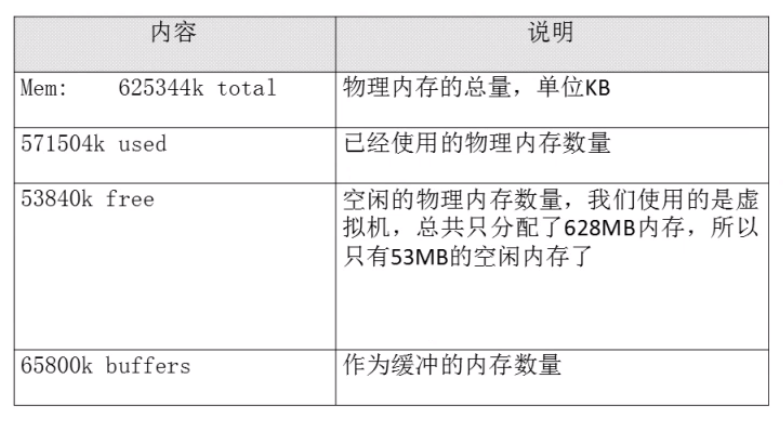 内容 说明
Mem: 625344k total 物理内存的总量，单位KB
571504k used 已经使用的物理内存数量
53840k free 空闲的物理内存数量，我们使用的是虚
拟机，总共只分配了628MB内存，所以
只有53MB的空闲内存了
65800k buffers 作为缓冲的内存数量